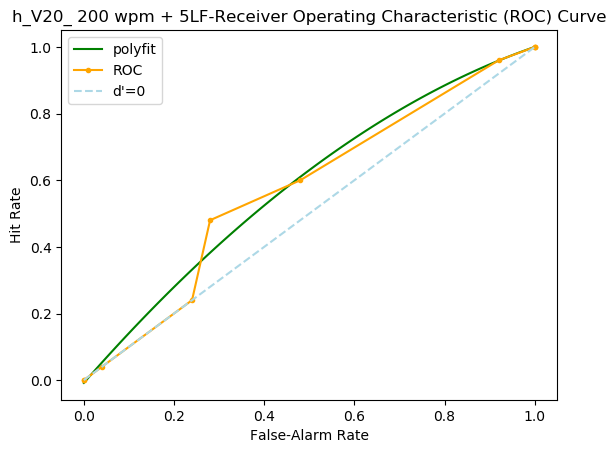 h_V20_ 200 wpm + 5LF-Receiver Operating Characteristic (ROC) Curve
polyfit
ROC
d'=0
1.0
0.8
0.6
0.4
0.2
0.0
Hit Rate
0.0 0.2 0.4 0.6 0.8 1.0
False-Alarm Rate